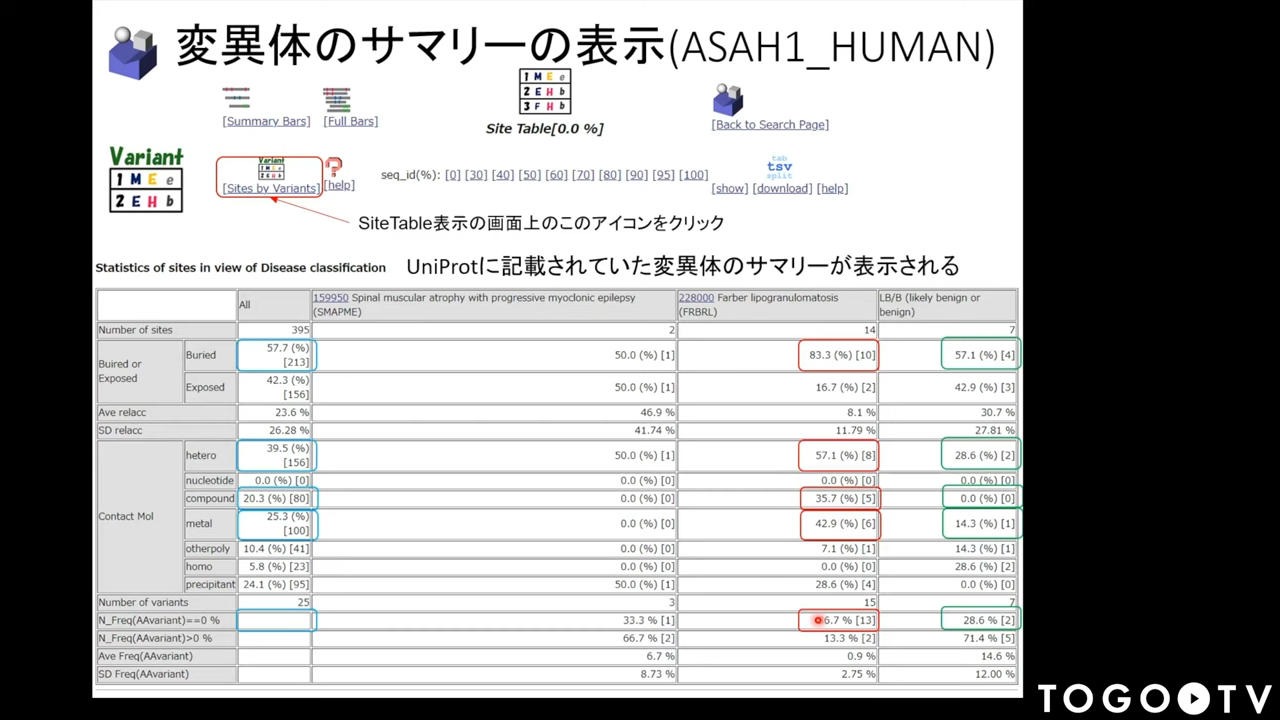 変異体のサマリーの表示(ASAH1_HUMAN)
1 M E e
2 E H b
3 F H b
[Summary Bars] [Full Bars]
Site Table[0.0 %]
[Back to Search Page]
Variant
1 M E e
2 E H b
Variant
1 M E e
2 E H b
[Sites by Variants]
?
[help]
seq_id(%): [0] [30] [40] [50] [60] [70] [80] [90] [95] [100]
tab
tsv
split
[show] [download] [help]
SiteTable表示の画面上のこのアイコンをクリック
Statistics of sites in view of Disease classification
UniProtに記載されていた変異体のサマリーが表示される
All
159950 Spinal muscular atrophy with progressive myoclonic epilepsy
(SMAPME)
228000 Farber lipogranulomatosis
(FRBRL)
LB/B (likely benign or
benign)
Number of sites 395 2 14 7
Buired or
Exposed
Buried 57.7 (%)
[213] 50.0 (%) [1] 83.3 (%) [10] 57.1 (%) [4]
Exposed 42.3 (%)
[156] 50.0 (%) [1] 16.7 (%) [2] 42.9 (%) [3]
Ave relacc 23.6 % 46.9 % 8.1 % 30.7 %
SD relacc 26.28 % 41.74 % 11.79 % 27.81 %
Contact Mol
hetero 39.5 (%)
[156] 50.0 (%) [1] 57.1 (%) [8] 28.6 (%) [2]
nucleotide 0.0 (%) [0] 0.0 (%) [0] 0.0 (%) [0] 0.0 (%) [0]
compound 20.3 (%) [80] 0.0 (%) [0] 35.7 (%) [5] 0.0 (%) [0]
metal 25.3 (%)
[100] 0.0 (%) [0] 42.9 (%) [6] 14.3 (%) [1]
otherpoly 10.4 (%) [41] 0.0 (%) [0] 7.1 (%) [1] 14.3 (%) [1]
homo 5.8 (%) [23] 0.0 (%) [0] 0.0 (%) [0] 28.6 (%) [2]
precipitant 24.1 (%) [95] 50.0 (%) [1] 28.6 (%) [4] 0.0 (%) [0]
Number of variants 25 3 15 7
N_Freq(AAvariant)==0 % 33.3 % [1] 6.7 % [13] 28.6 % [2]
N_Freq(AAvariant)>0 % 66.7 % [2] 13.3 % [2] 71.4 % [5]
Ave Freq(AAvariant) 6.7 % 0.9 % 14.6 %
SD Freq(AAvariant) 8.73 % 2.75 % 12.00 %
TOGO TV